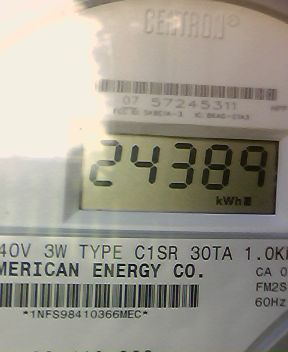 CENTRON®
07 57245311
24389
kWh
40V 3W TYPE C1SR 30TA 1.0K
MERICAN ENERGY CO.
CA 0
FM2S
60Hz
*1NFS98410366MEC*